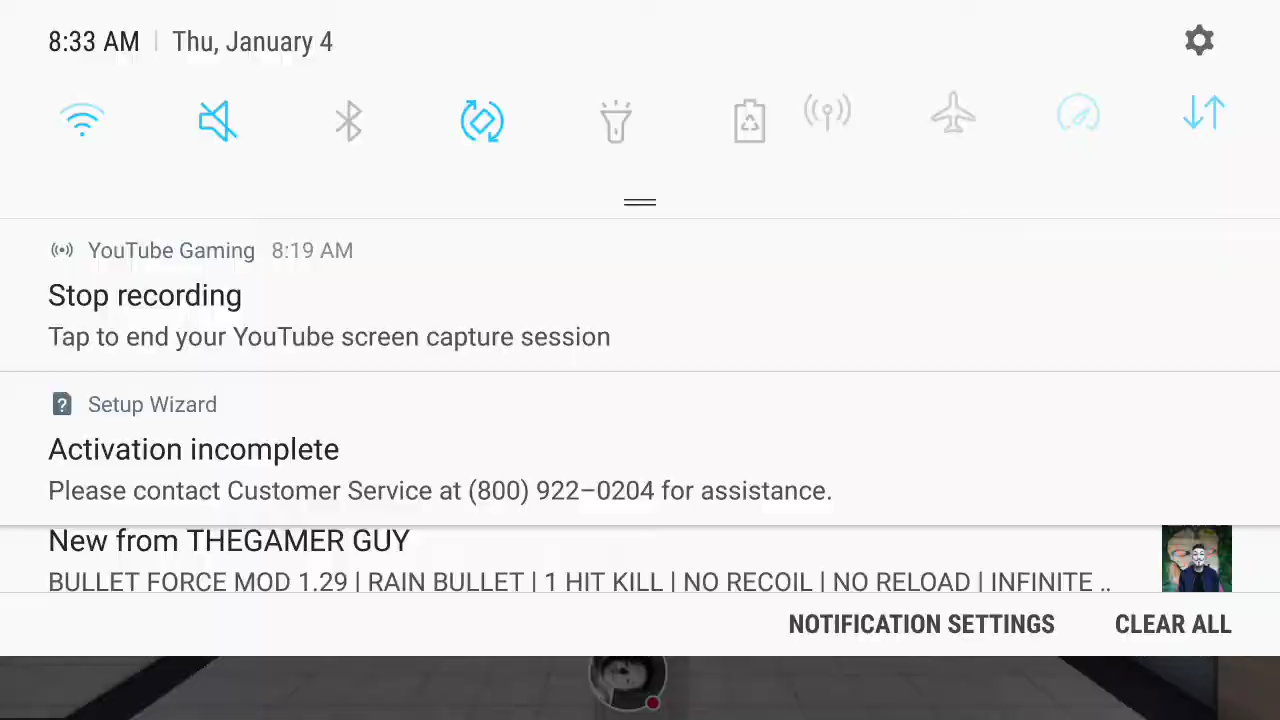 8:33 AM | Thu, January 4
YouTube Gaming 8:19 AM
Stop recording
Tap to end your YouTube screen capture session
? Setup Wizard
Activation incomplete
Please contact Customer Service at (800) 922–0204 for assistance.
New from THEGAMER GUY
BULLET FORCE MOD 1.29 | RAIN BULLET | 1 HIT KILL | NO RECOIL | NO RELOAD | INFINITE ..
NOTIFICATION SETTINGS CLEAR ALL